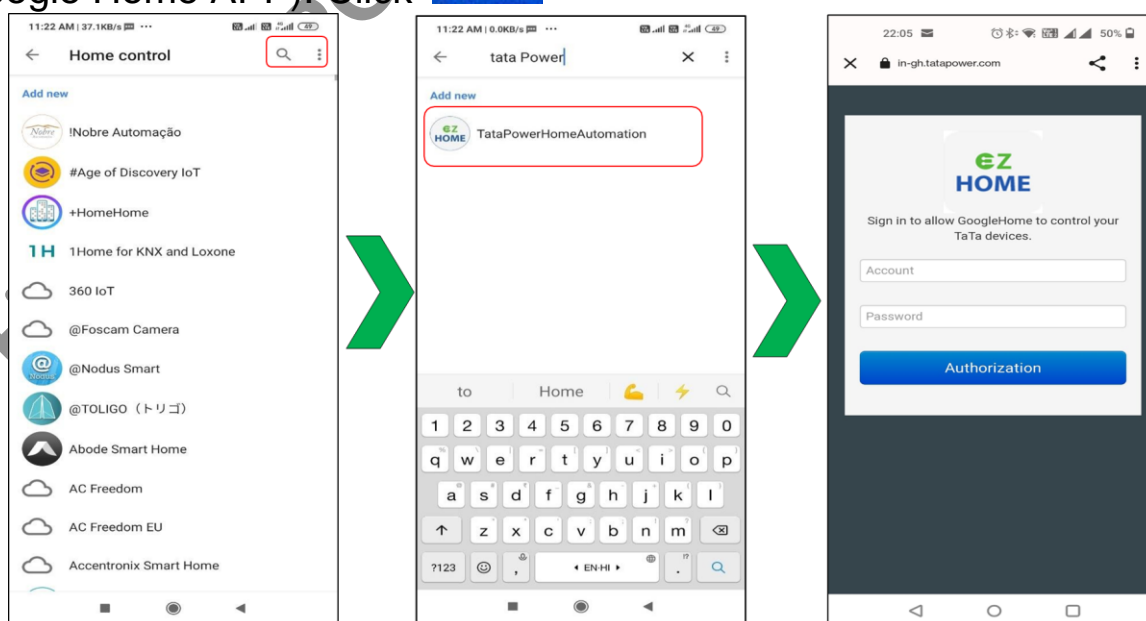 oogle Home APP ). Click
11:22 AM | 37.1KB/s
Home control
Add new
Nobre
!Nobre Automação
#Age of Discovery IoT
+HomeHome
1H 1Home for KNX and Loxone
360 IoT
@Foscam Camera
@Nodus Smart
@TOLIGO（トリゴ）
Abode Smart Home
AC Freedom
AC Freedom EU
Accentronix Smart Home
11:22 AM | 0.0KB/s
tata Power
Add new
EZ HOME
TataPowerHomeAutomation
to Home
1 2 3 4 5 6 7 8 9 0
q w e r t y u i o p
a s d f g h j k l
z x c v b n m
?123 , EN-HI .
22:05 50%
in-gh.tatapower.com
EZ
HOME
Sign in to allow GoogleHome to control your
TaTa devices.
Account
Password
Authorization